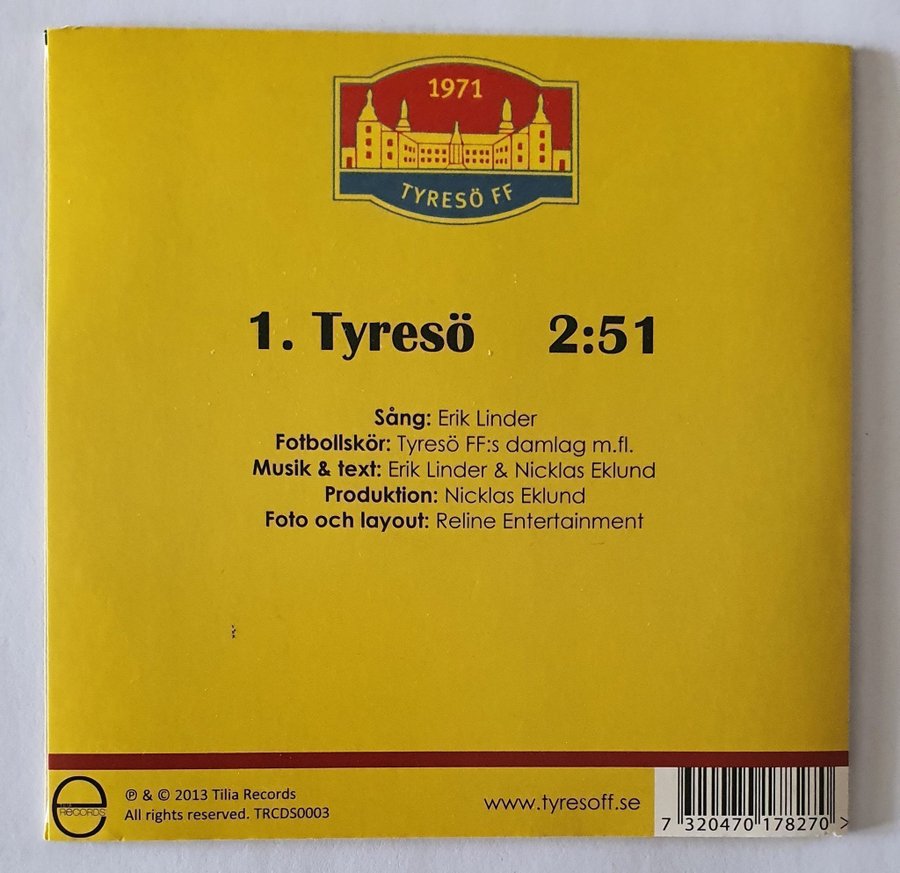 1971
TYRESÖ FF
1. Tyresö 2:51
Sång: Erik Linder
Fotbollskör: Tyresö FF:s damlag m.fl.
Musik & text: Erik Linder & Nicklas Eklund
Produktion: Nicklas Eklund
Foto och layout: Reline Entertainment
TILIA
RECORDS
℗ & © 2013 Tilia Records
All rights reserved. TRCDS0003
www.tyresoff.se
7 320470 178270 >